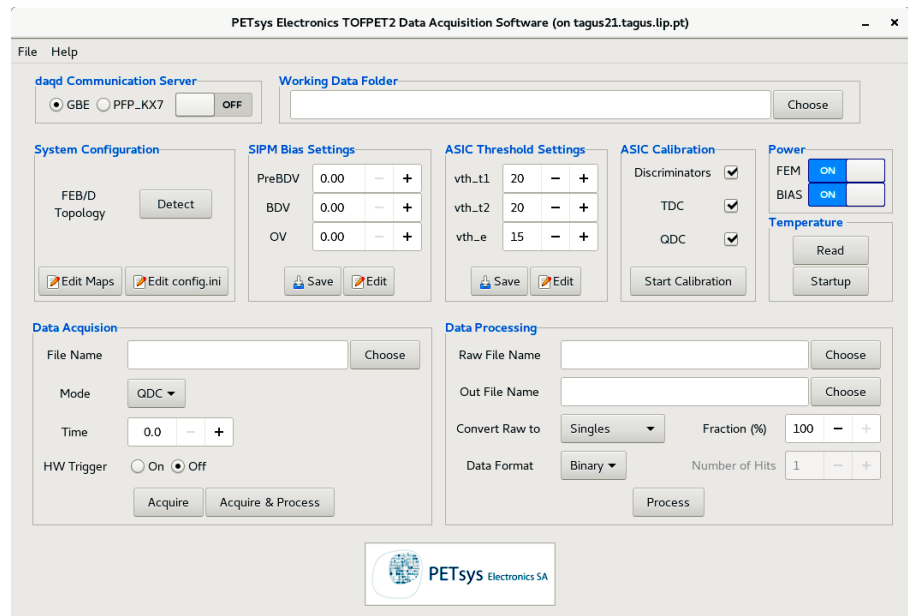 PETsys Electronics TOFPET2 Data Acquisition Software (on tagus21.tagus.lip.pt)
File Help
daqd Communication Server
GBE PFP_KX7 OFF
Working Data Folder
Choose
System Configuration
FEB/D
Topology
Detect
Edit Maps Edit config.ini
SIPM Bias Settings
PreBDV 0.00 − +
BDV 0.00 − +
OV 0.00 − +
Save Edit
ASIC Threshold Settings
vth_t1 20 − +
vth_t2 20 − +
vth_e 15 − +
Save Edit
ASIC Calibration
Discriminators
TDC
QDC
Start Calibration
Power
FEM ON
BIAS ON
Temperature
Read
Startup
Data Acquision
File Name Choose
Mode QDC
Time 0.0 − +
HW Trigger On Off
Acquire Acquire & Process
Data Processing
Raw File Name Choose
Out File Name Choose
Convert Raw to Singles Fraction (%) 100 − +
Data Format Binary Number of Hits 1 − +
Process
PETsys Electronics SA